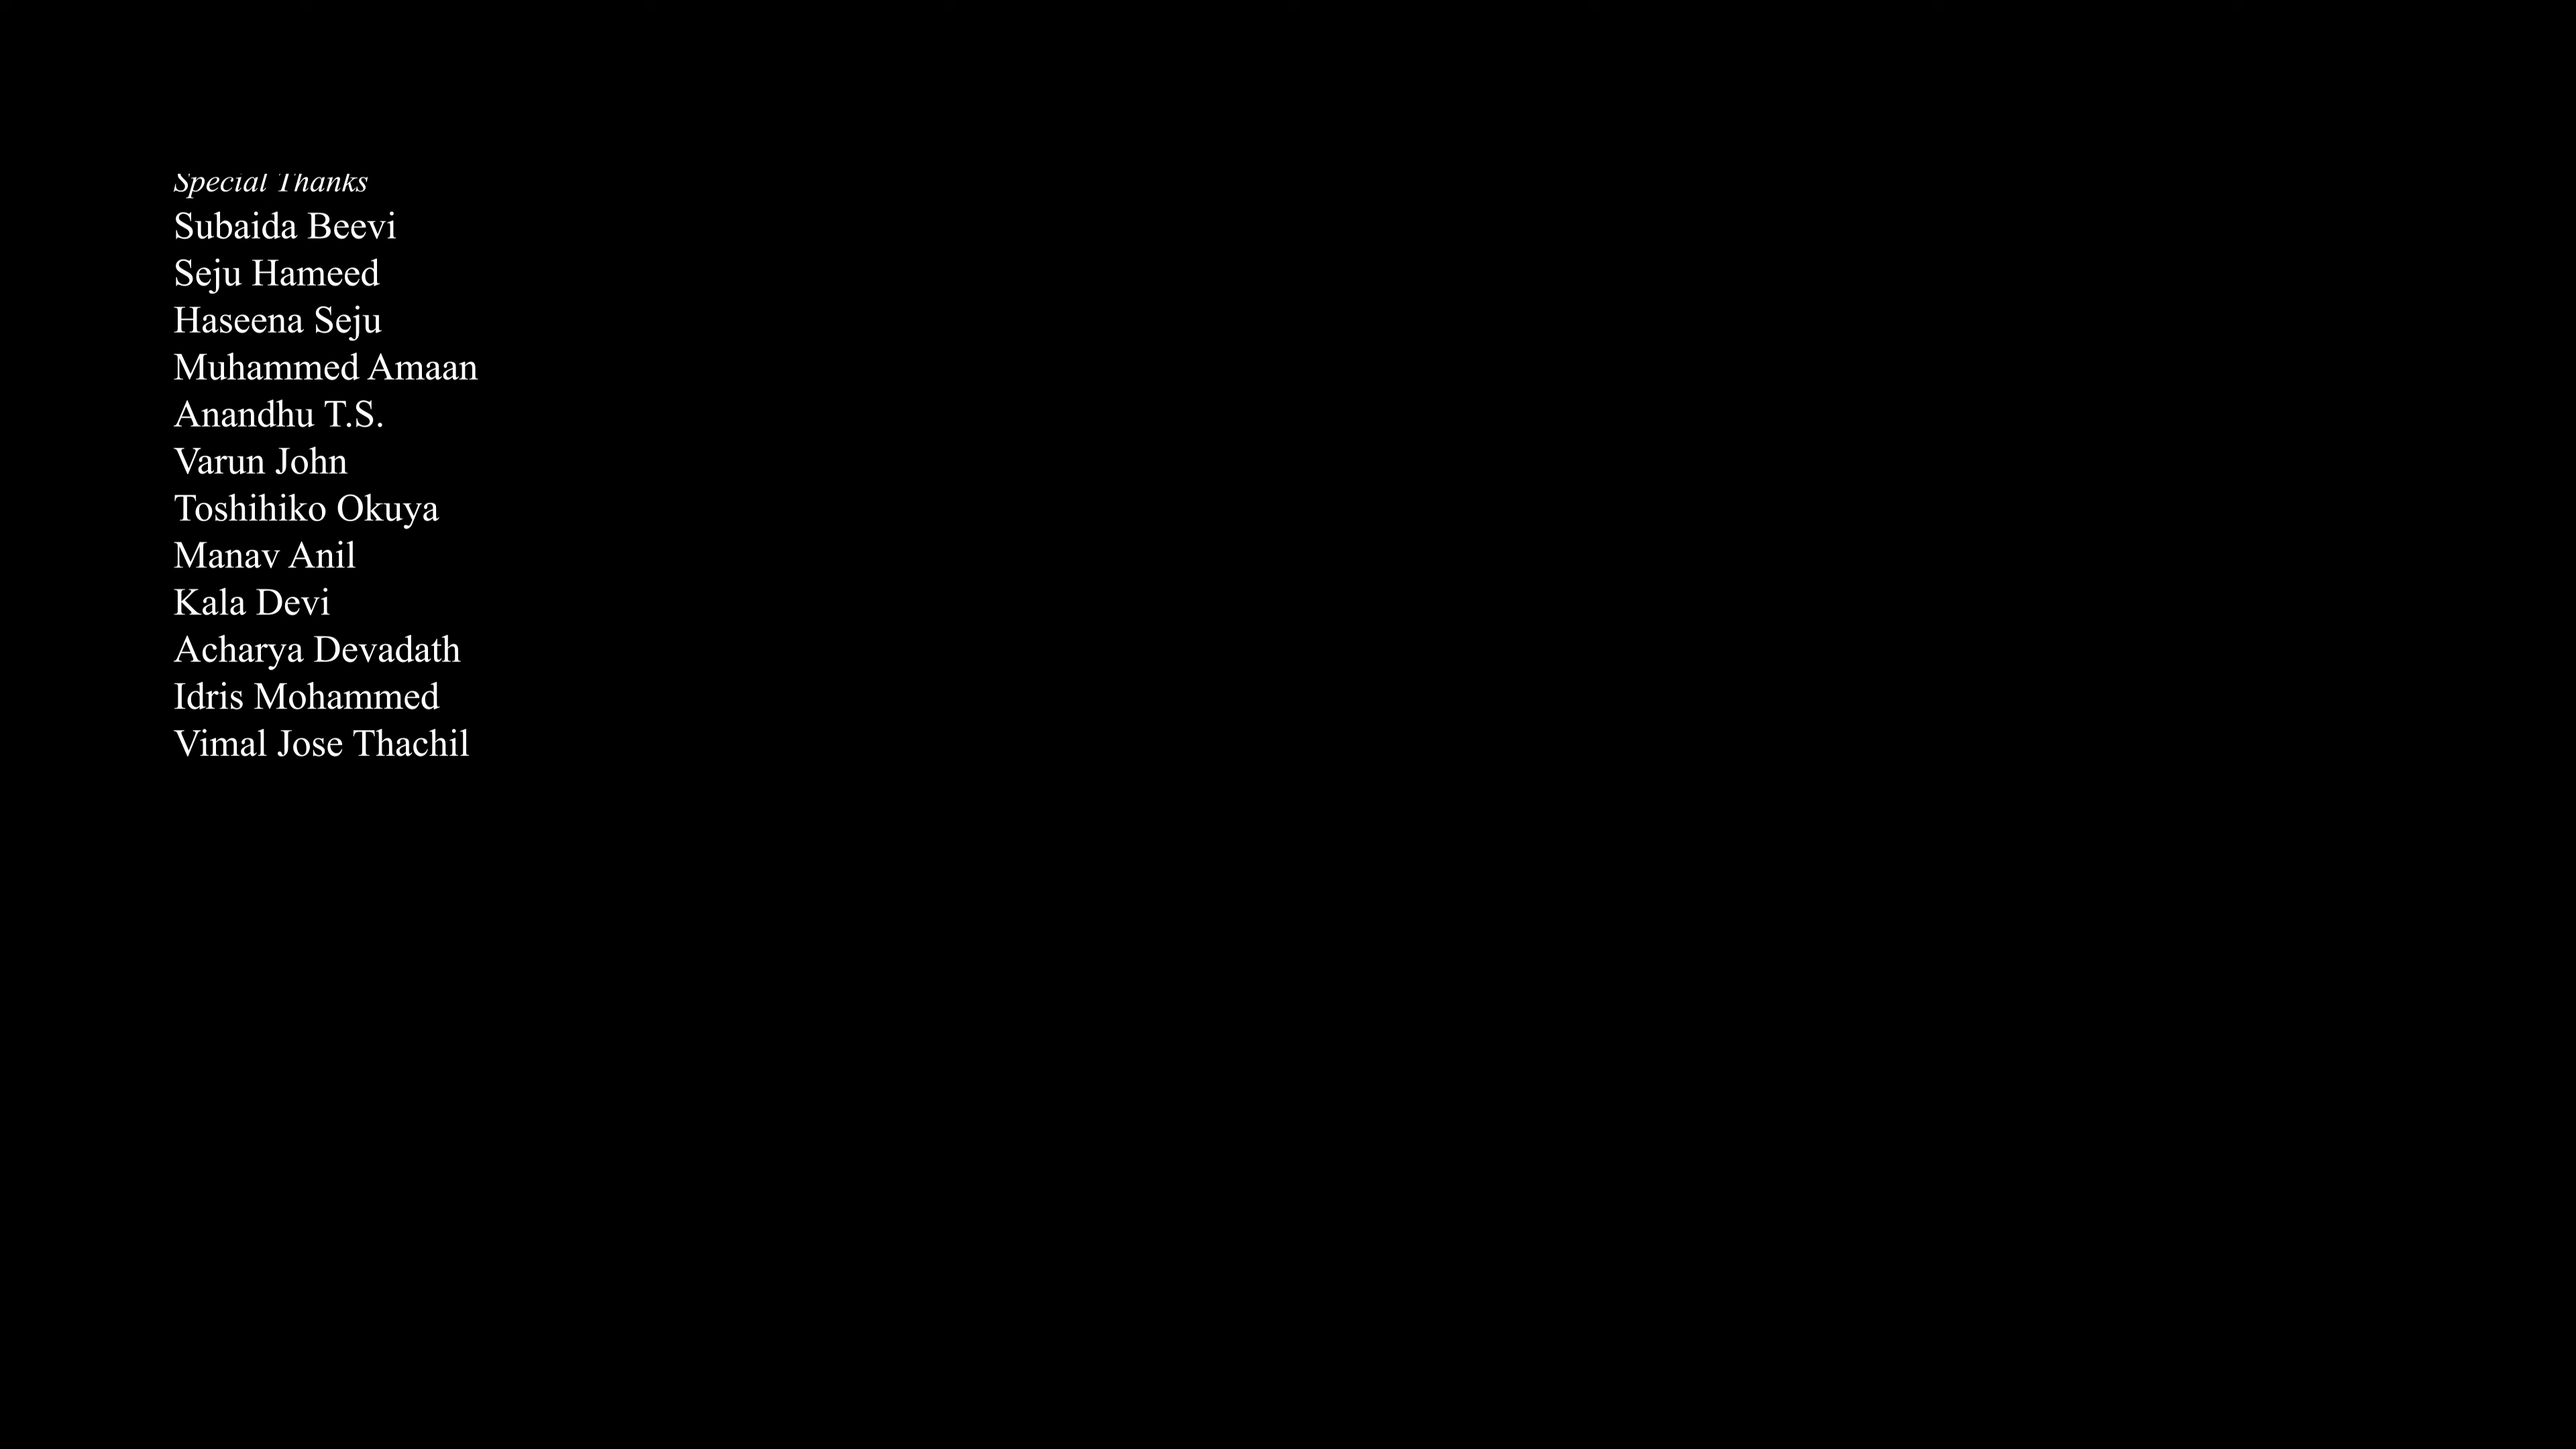 Special Thanks
Subaida Beevi
Seju Hameed
Haseena Seju
Muhammed Amaan
Anandhu T.S.
Varun John
Toshihiko Okuya
Manav Anil
Kala Devi
Acharya Devadath
Idris Mohammed
Vimal Jose Thachil